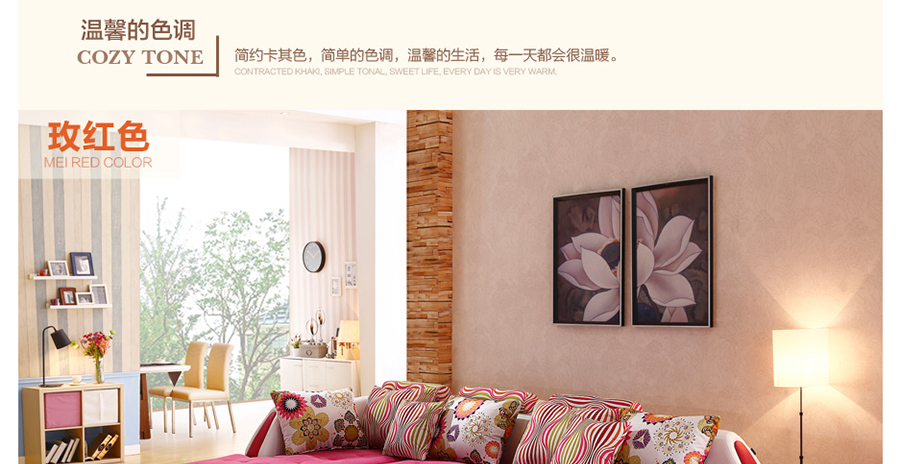 温馨的色调
COZY TONE
简约卡其色，简单的色调，温馨的生活，每一天都会很温暖。
CONTRACTED KHAKI, SIMPLE TONAL, SWEET LIFE, EVERY DAY IS VERY WARM.
玫红色
MEI RED COLOR